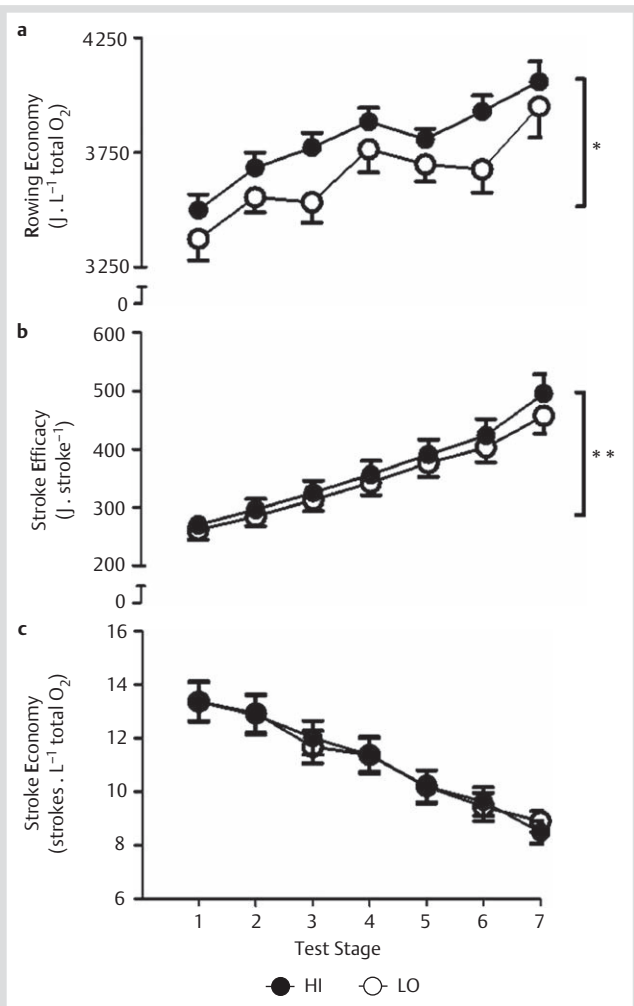 a
4250
3750
3250
0
Rowing Economy
(J . L⁻¹ total O₂)
*
b
600
500
400
300
200
0
Stroke Efficacy
(J . stroke⁻¹)
**
c
16
14
12
10
8
6
Stroke Economy
(strokes . L⁻¹ total O₂)
1 2 3 4 5 6 7
Test Stage
HI LO